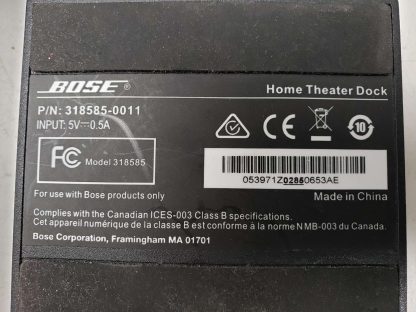 BOSE ®
Home Theater Dock
P/N: 318585-0011
INPUT: 5V⎓0.5A
FC Model 318585
CE
10
053971Z02850653AE
For use with Bose products only
Made in China
Complies with the Canadian ICES-003 Class B specifications.
Cet appareil numérique de la classe B est conforme à la norme NMB-003 du Canada.
Bose Corporation, Framingham MA 01701